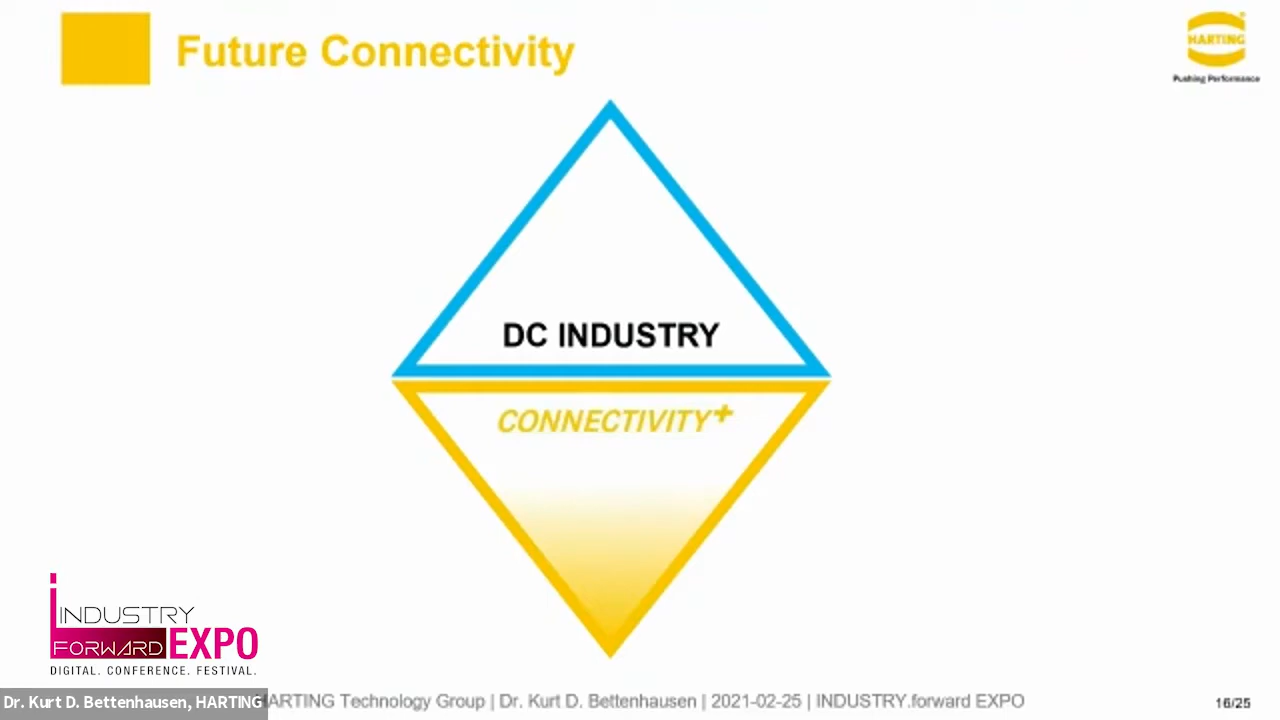 Future Connectivity
HARTING
Pushing Performance
DC INDUSTRY
CONNECTIVITY+
INDUSTRY
FORWARD EXPO
DIGITAL. CONFERENCE. FESTIVAL.
Dr. Kurt D. Bettenhausen, HARTING
HARTING Technology Group | Dr. Kurt D. Bettenhausen | 2021-02-25 | INDUSTRY.forward EXPO
16/25